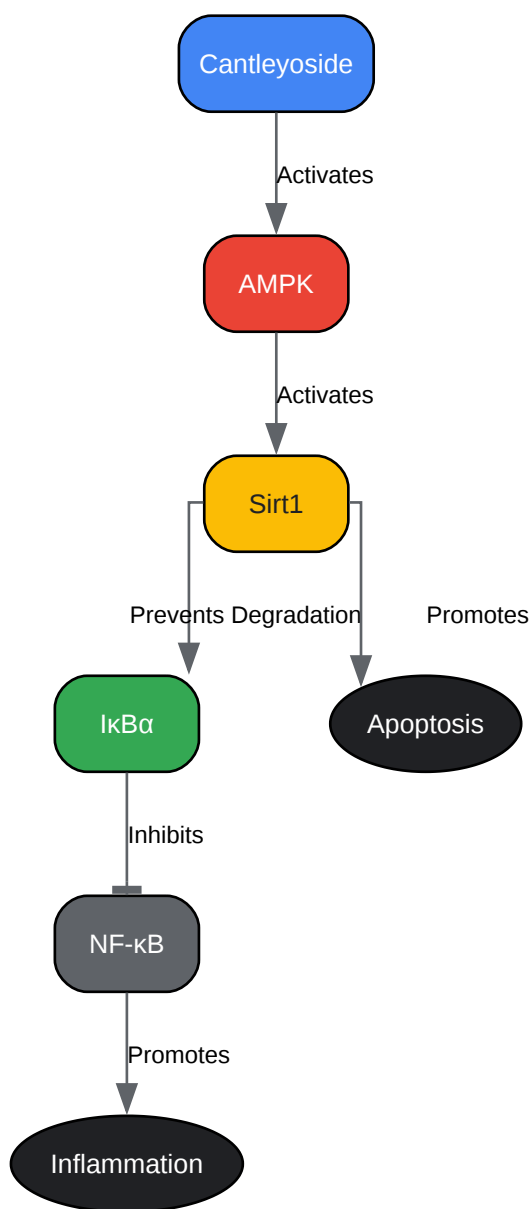 Cantleyoside
Activates
AMPK
Activates
Sirt1
Prevents Degradation
Promotes
IκBα
Apoptosis
Inhibits
NF-κB
Promotes
Inflammation